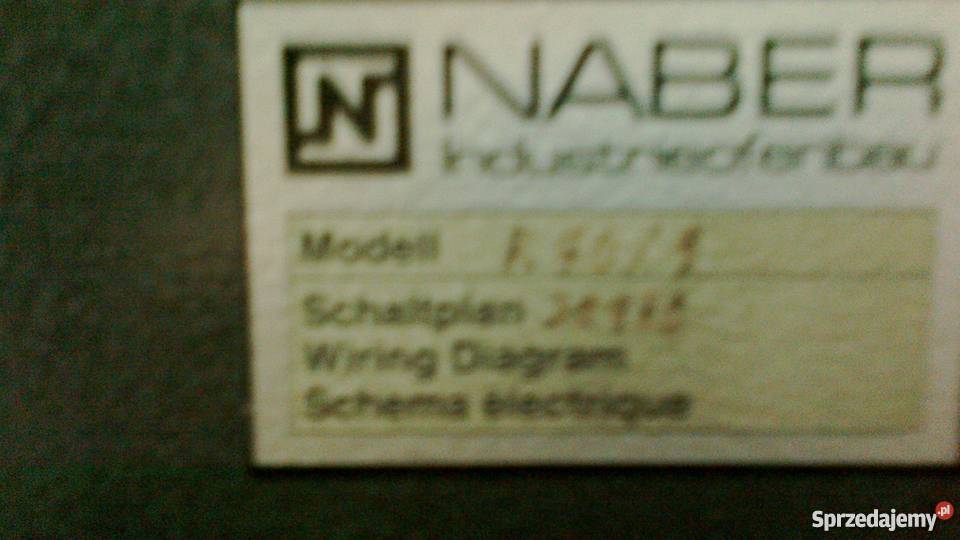 N NABER
Industrieofenbau
Modell
Schaltplan
Wiring Diagram
Schema électrique
Sprzedajemy.pl